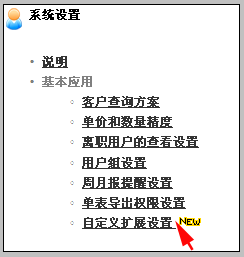 系统设置
说明
基本应用
客户查询方案
单价和数量精度
离职用户的查看设置
用户组设置
周月报提醒设置
单表导出权限设置
自定义扩展设置 NEW